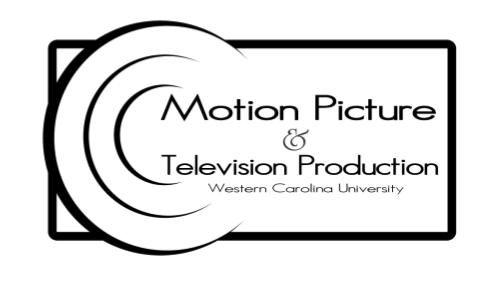 Motion Picture
&
Television Production
Western Carolina University